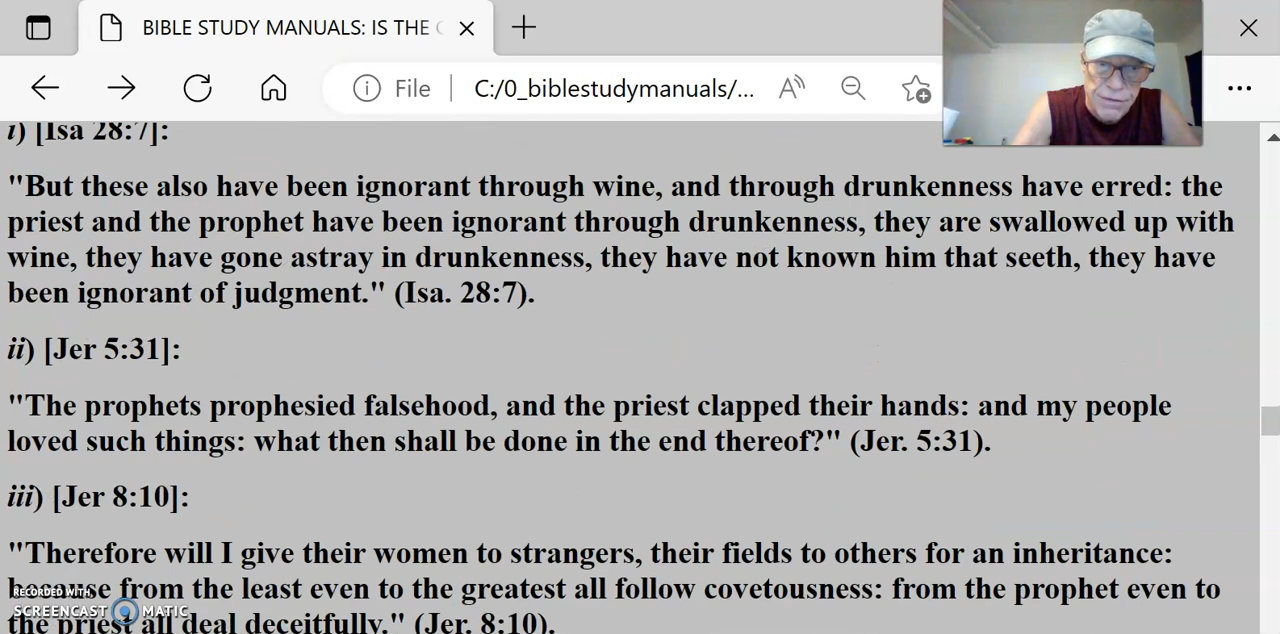 BIBLE STUDY MANUALS: IS THE
File
C:/0_biblestudymanuals/...
i) [Isa 28:7]:
"But these also have been ignorant through wine, and through drunkenness have erred: the
priest and the prophet have been ignorant through drunkenness, they are swallowed up with
wine, they have gone astray in drunkenness, they have not known him that seeth, they have
been ignorant of judgment." (Isa. 28:7).
ii) [Jer 5:31]:
"The prophets prophesied falsehood, and the priest clapped their hands: and my people
loved such things: what then shall be done in the end thereof?" (Jer. 5:31).
iii) [Jer 8:10]:
"Therefore will I give their women to strangers, their fields to others for an inheritance:
because from the least even to the greatest all follow covetousness: from the prophet even to
the priest all deal deceitfully." (Jer. 8:10).
RECORDED WITH
SCREENCAST MATIC